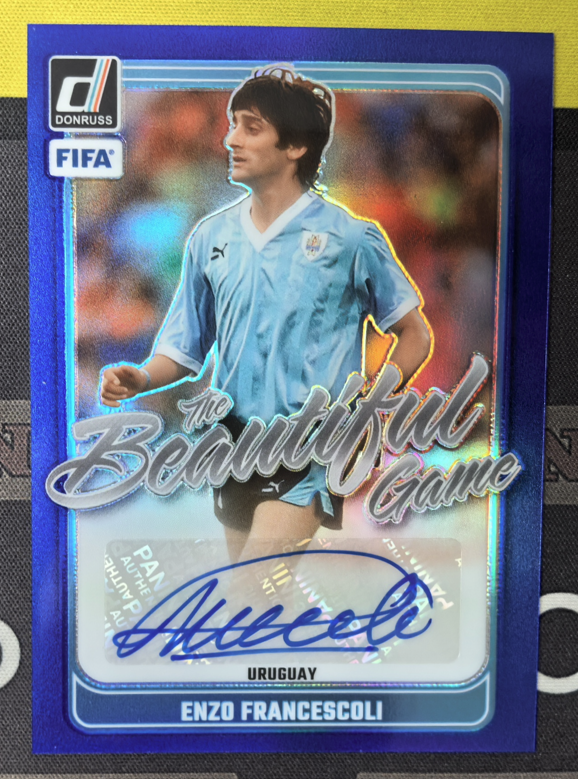 DONRUSS
FIFA
The
Beautiful
Game
URUGUAY
ENZO FRANCESCOLI